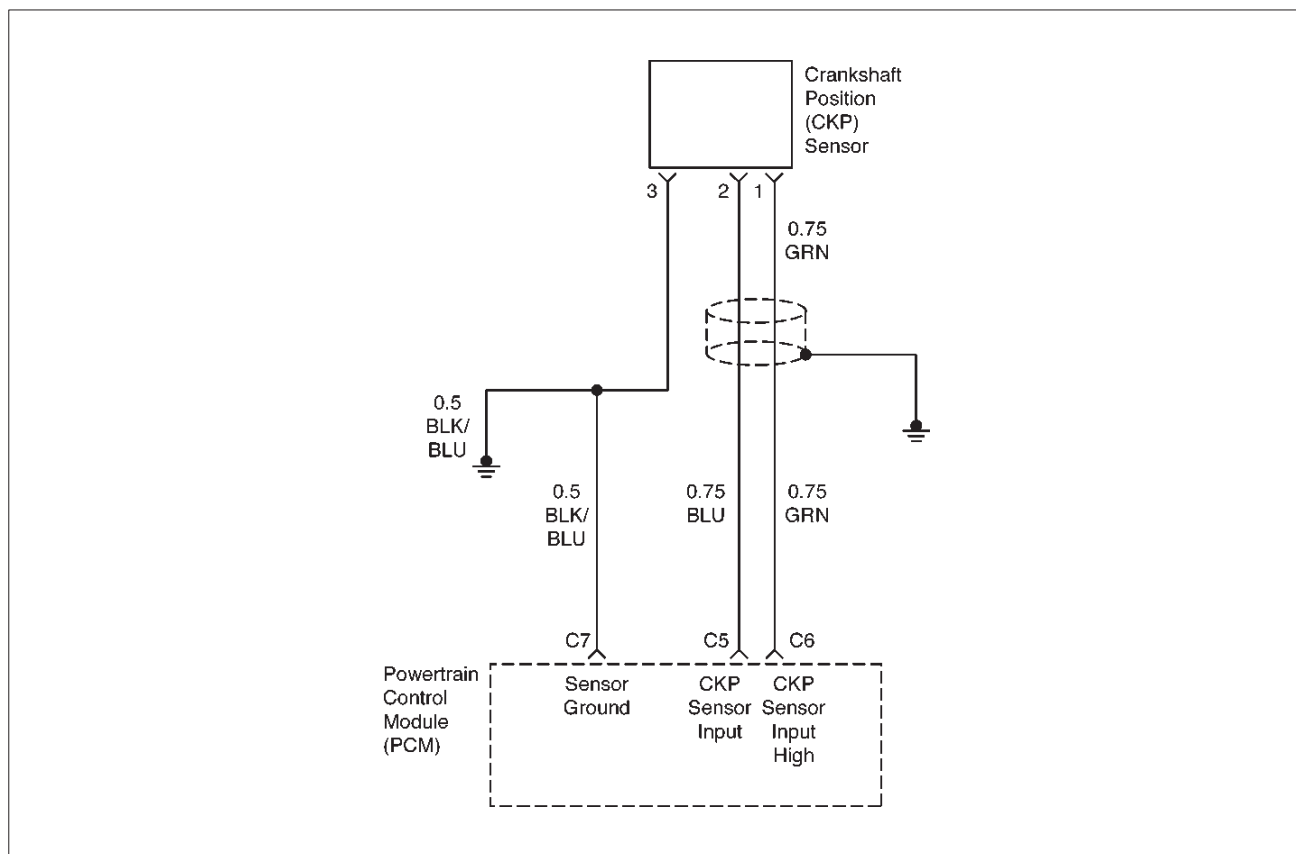 Crankshaft
Position
(CKP)
Sensor
3
2
1
0.75
GRN
0.5
BLK/
BLU
0.5
BLK/
BLU
0.75
BLU
0.75
GRN
C7
C5
C6
Powertrain
Control
Module
(PCM)
Sensor
Ground
CKP
Sensor
Input
CKP
Sensor
Input
High